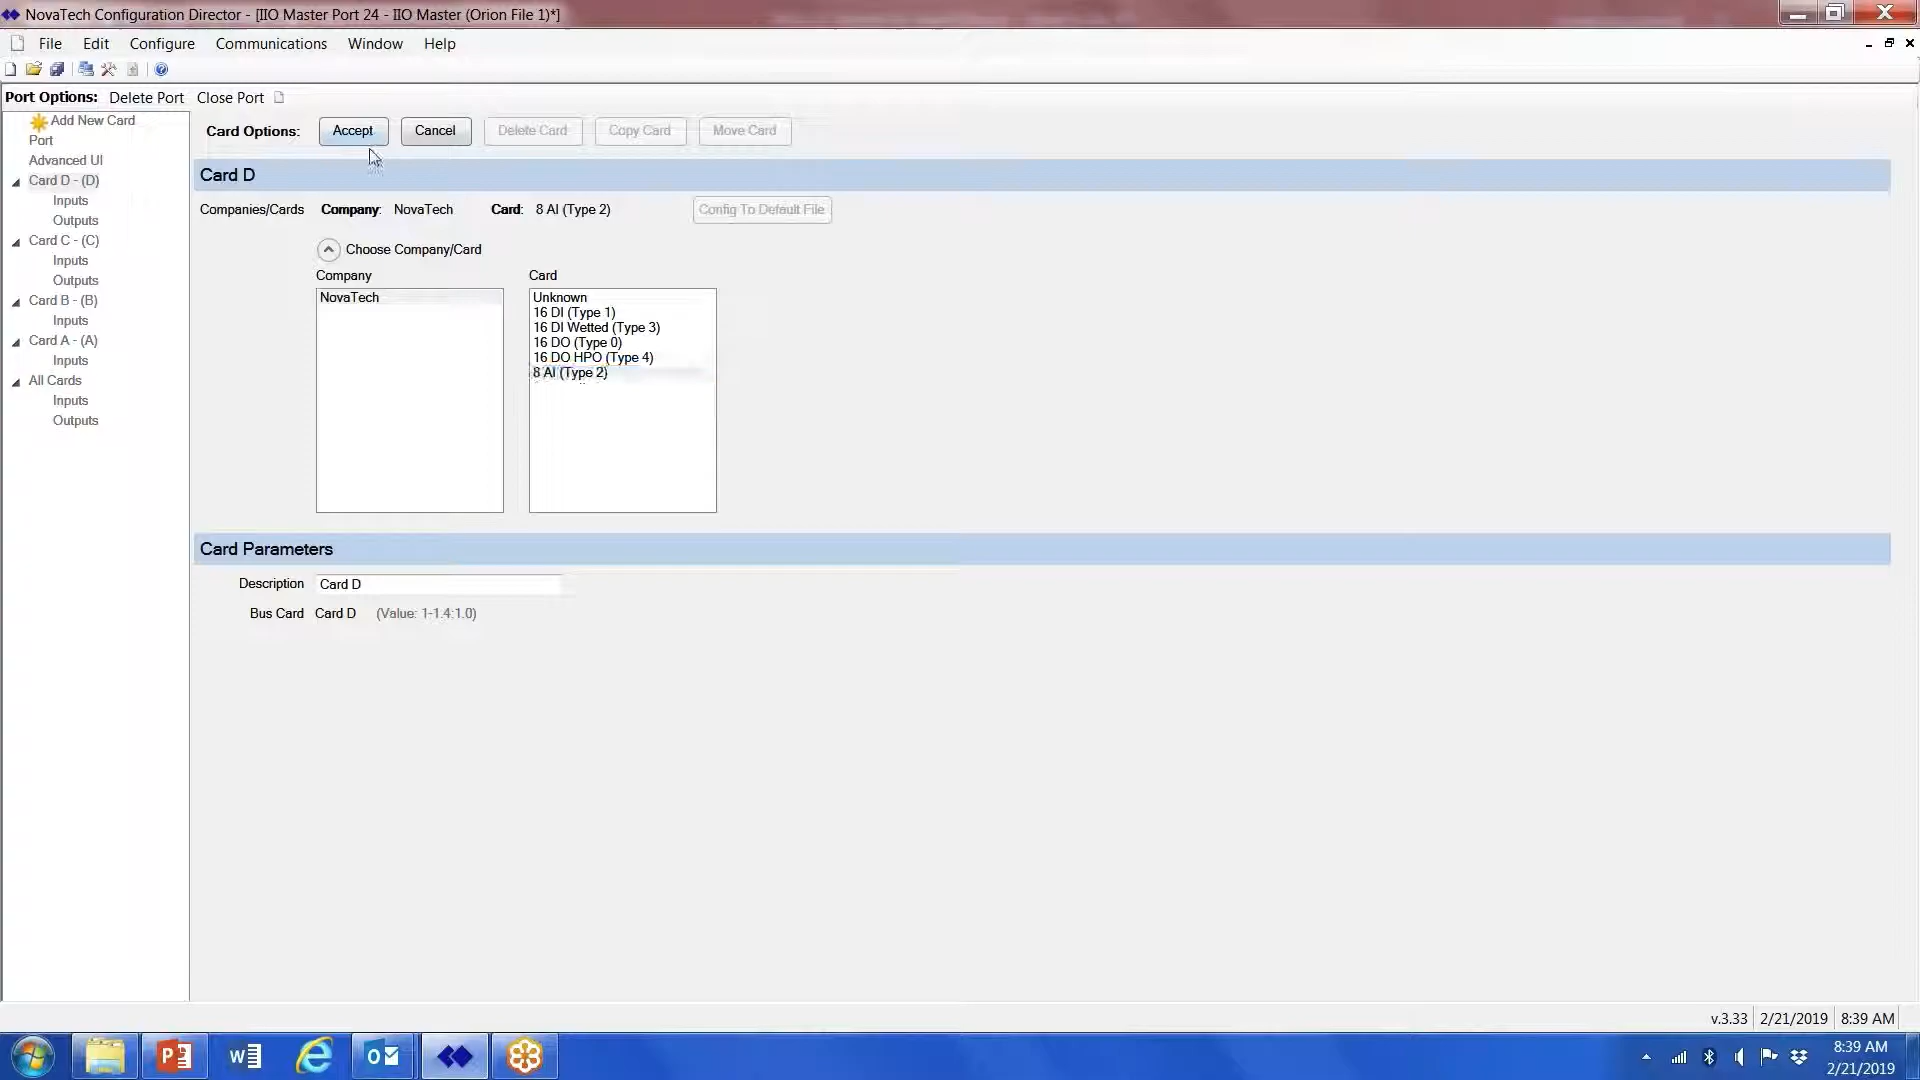 NovaTech Configuration Director - [IIO Master Port 24 - IIO Master (Orion File 1)*]
File Edit Configure Communications Window Help
Port Options: Delete Port Close Port
Add New Card
Port
Advanced UI
Card D - (D)
Inputs
Outputs
Card C - (C)
Inputs
Outputs
Card B - (B)
Inputs
Card A - (A)
Inputs
All Cards
Inputs
Outputs
Card Options: Accept Cancel Delete Card Copy Card Move Card
Card D
Companies/Cards Company: NovaTech Card: 8 AI (Type 2) Config To Default File
Choose Company/Card
Company Card
NovaTech
Unknown
16 DI (Type 1)
16 DI Wetted (Type 3)
16 DO (Type 0)
16 DO HPO (Type 4)
8 AI (Type 2)
Card Parameters
Description Card D
Bus Card Card D (Value: 1-1.4:1.0)
v.3.33 2/21/2019 8:39 AM
8:39 AM
2/21/2019